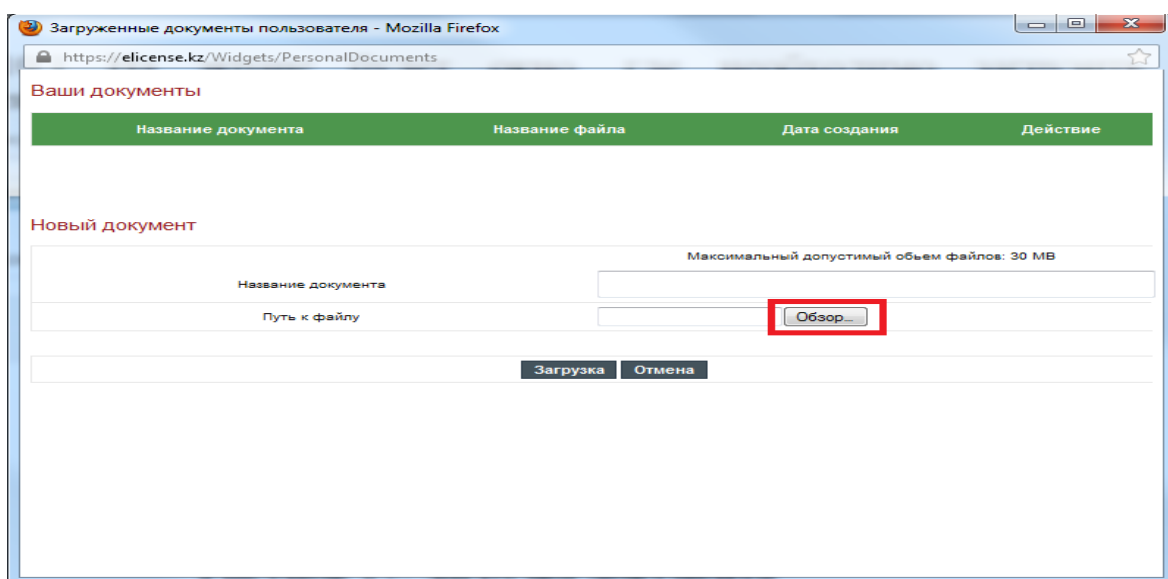 Загруженные документы пользователя - Mozilla Firefox
https://elicense.kz/Widgets/PersonalDocuments
Ваши документы
Название документа Название файла Дата создания Действие
Новый документ
Максимальный допустимый обьем файлов: 30 MB
Название документа
Путь к файлу Обзор...
Загрузка Отмена